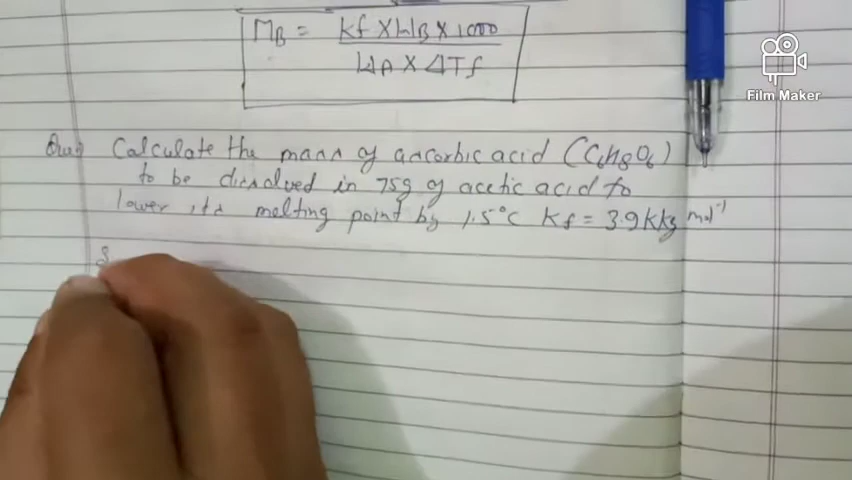 MB = Kf × WB × 1000
WA × ΔTf
Film Maker
Que) Calculate the mass of ascorbic acid (C6H8O6)
to be dissolved in 75g of acetic acid to
lower its melting point by 1.5°C Kf = 3.9 K kg mol⁻¹
S